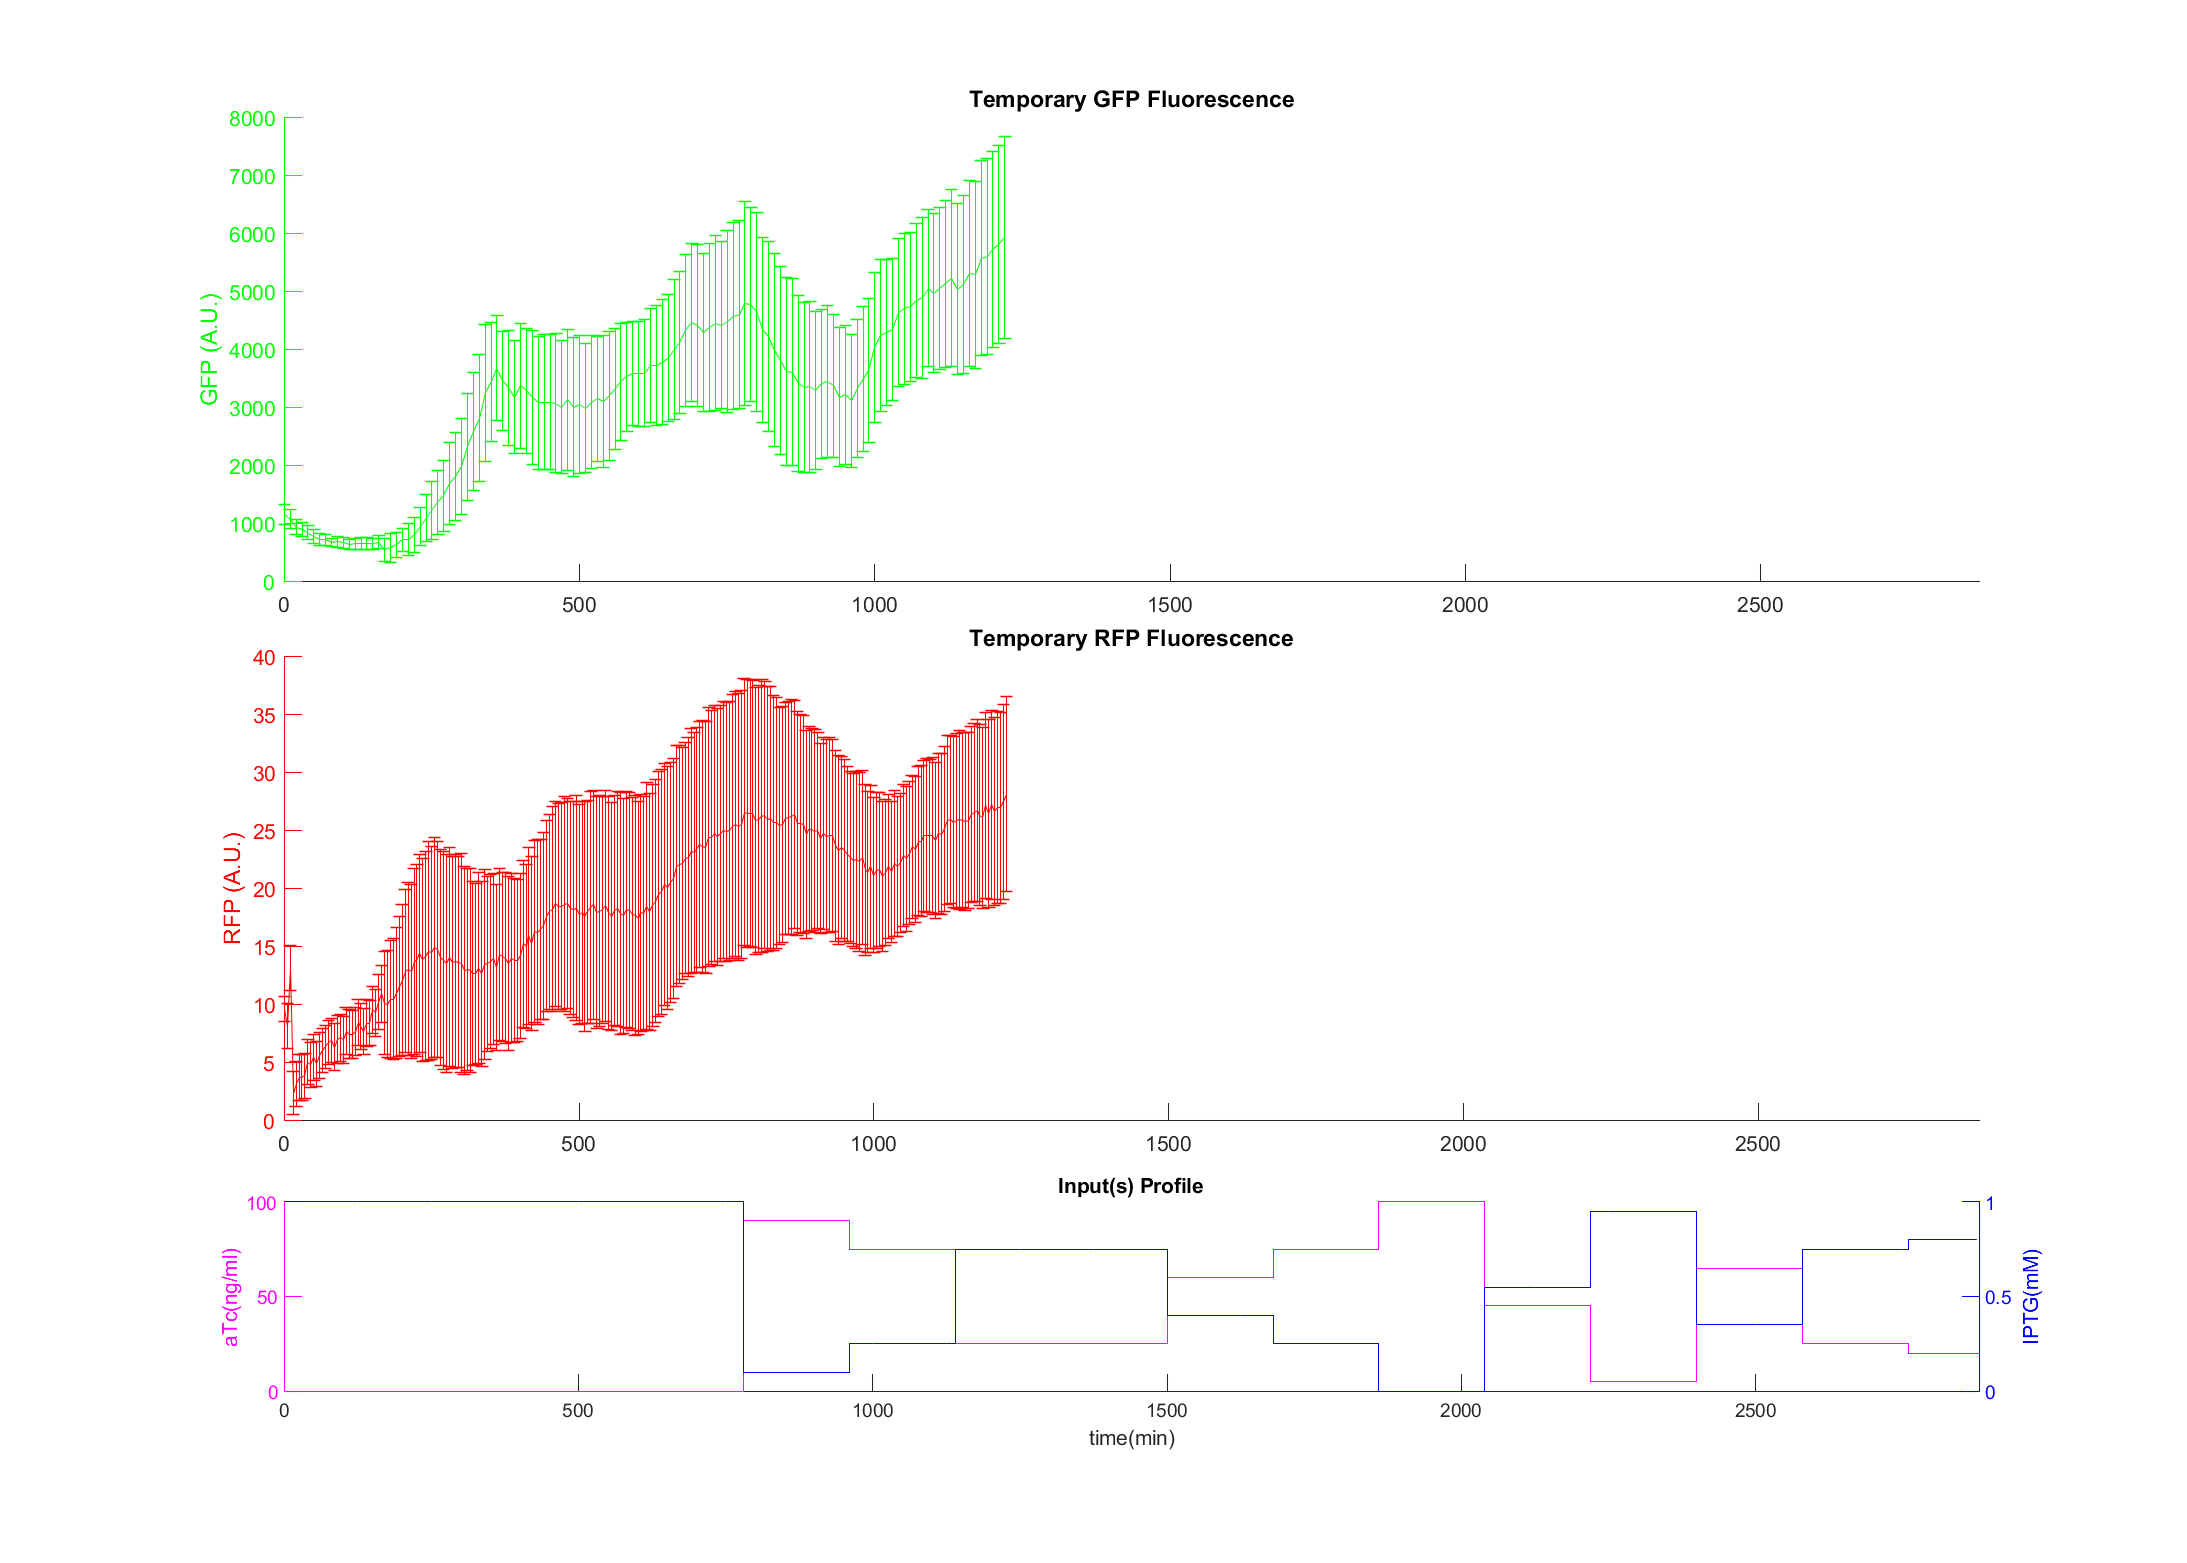 Temporary GFP Fluorescence
8000
7000
6000
5000
4000
3000
2000
1000
0
GFP (A.U.)
0 500 1000 1500 2000 2500
Temporary RFP Fluorescence
40
35
30
25
20
15
10
5
0
RFP (A.U.)
0 500 1000 1500 2000 2500
Input(s) Profile
100
50
0
aTc(ng/ml)
1
0.5
0
IPTG(mM)
0 500 1000 1500 2000 2500
time(min)